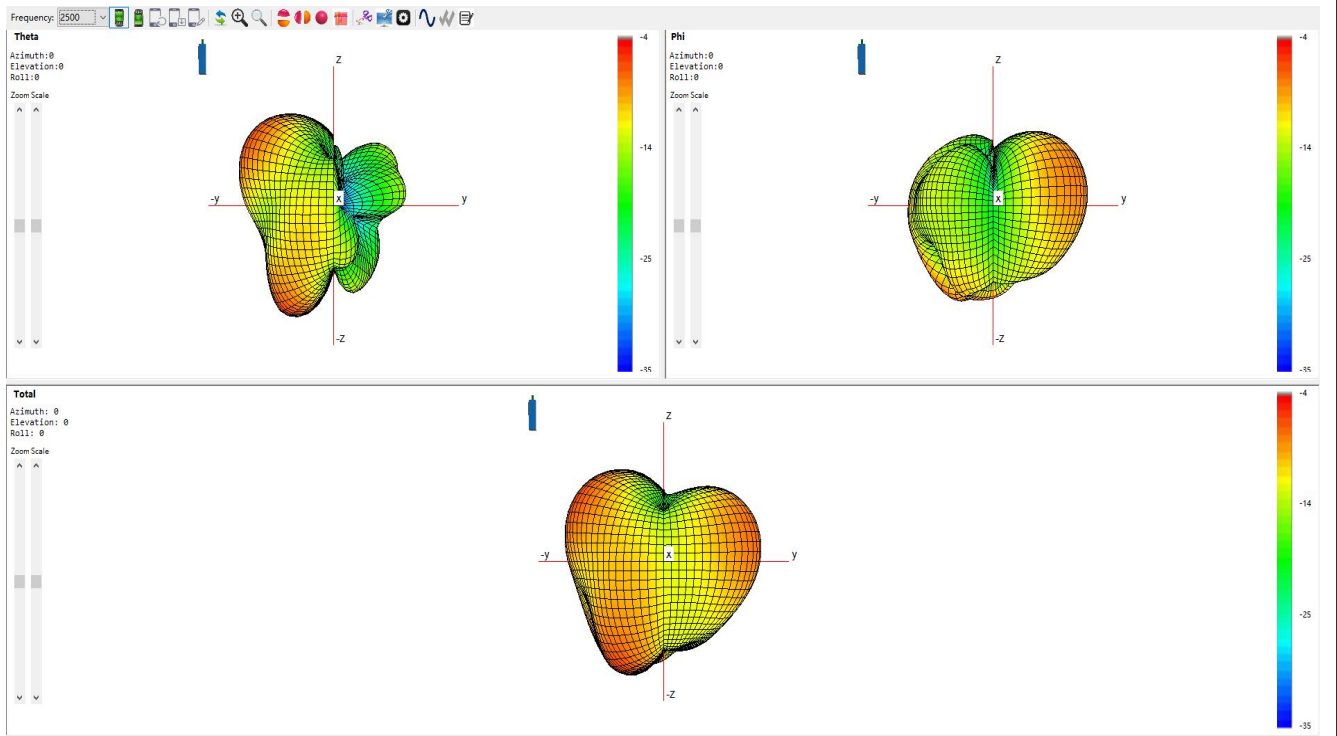 Frequency: 2500
Theta
Azimuth:0
Elevation:0
Roll:0
Zoom Scale
Z
-y
X
y
-Z
-4
-14
-25
-35
Phi
Azimuth:0
Elevation:0
Roll:0
Zoom Scale
Z
-y
X
y
-Z
-4
-14
-25
-35
Total
Azimuth: 0
Elevation: 0
Roll: 0
Zoom Scale
Z
-y
X
y
-Z
-4
-14
-25
-35